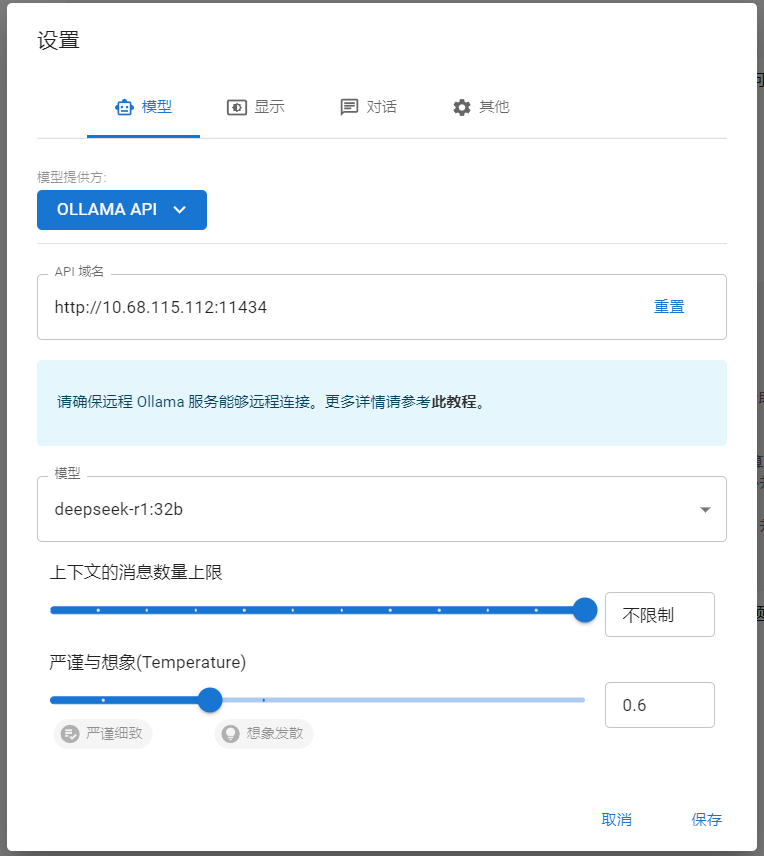 设置
模型 显示 对话 其他
模型提供方:
OLLAMA API
API 域名
http://10.68.115.112:11434 重置
请确保远程 Ollama 服务能够远程连接。更多详情请参考此教程。
模型
deepseek-r1:32b
上下文的消息数量上限
不限制
严谨与想象(Temperature)
0.6
严谨细致 想象发散
取消 保存